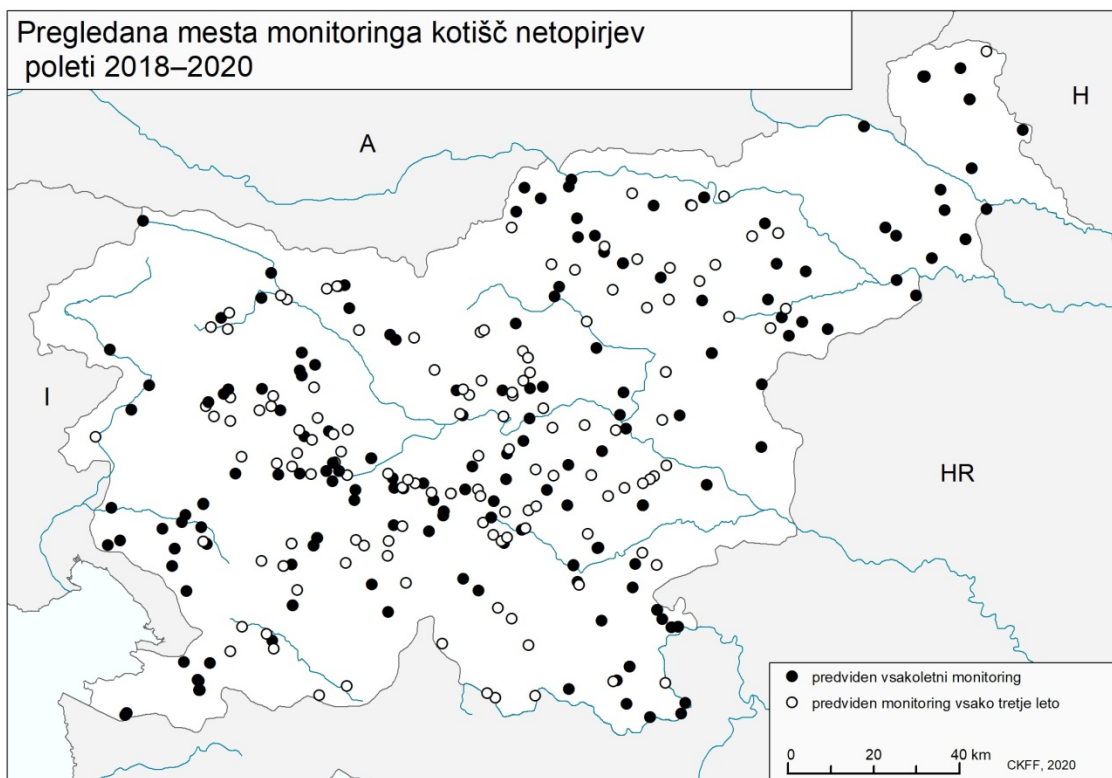 Pregledana mesta monitoringa kotišč netopirjev
poleti 2018–2020
H
A
I
HR
predviden vsakoletni monitoring
predviden monitoring vsako tretje leto
0 20 40 km
CKFF, 2020